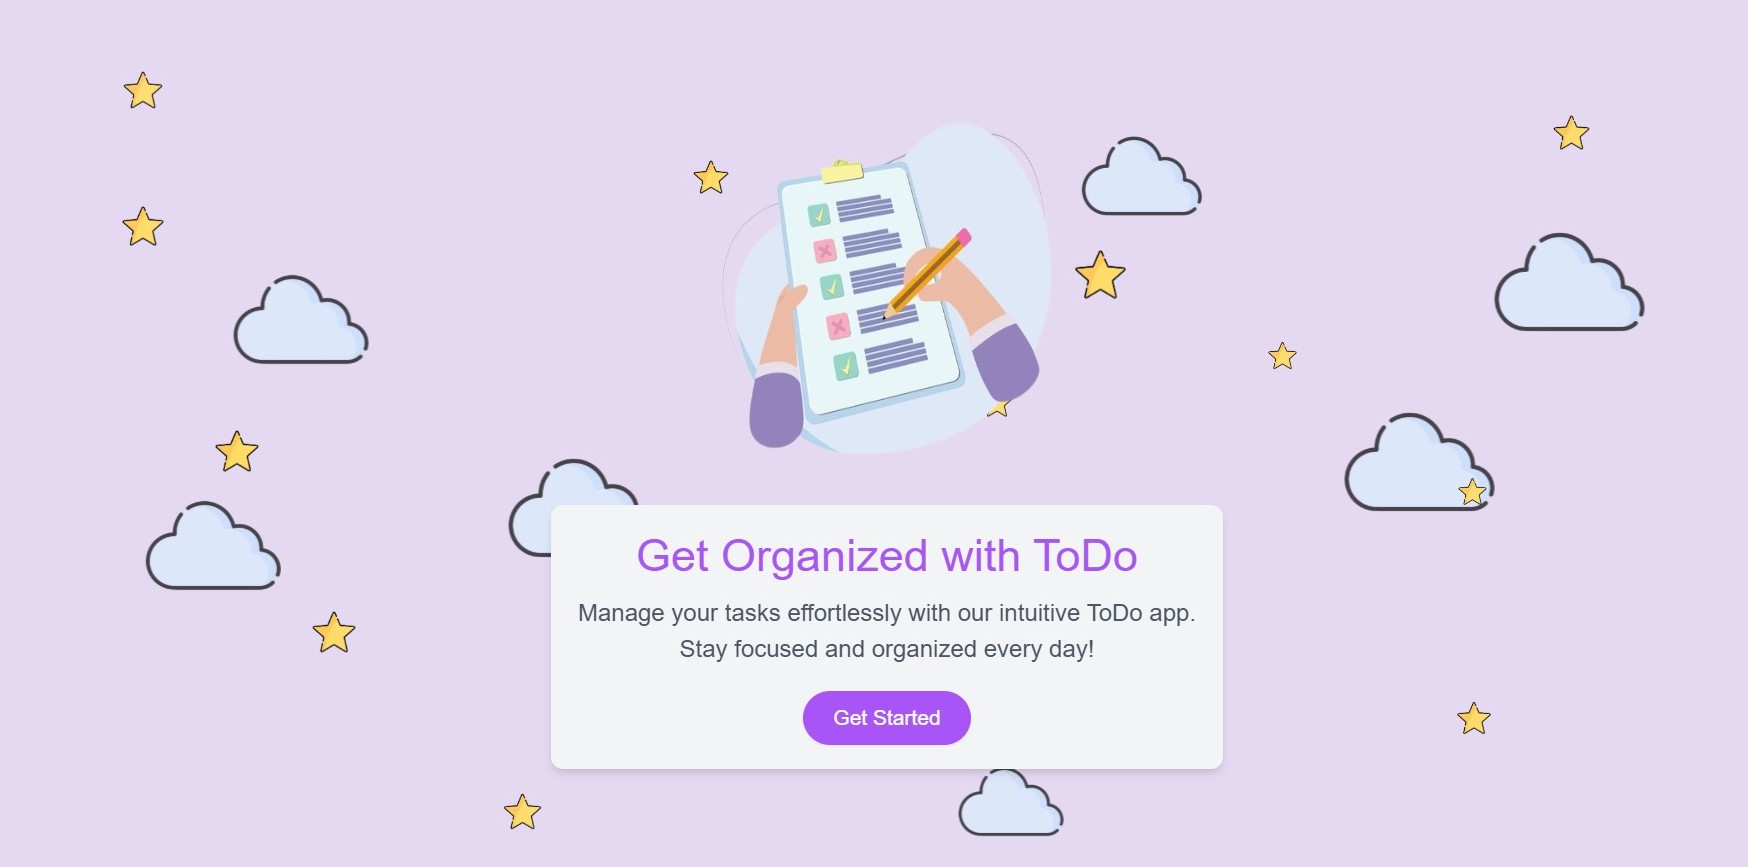 Get Organized with ToDo
Manage your tasks effortlessly with our intuitive ToDo app.
Stay focused and organized every day!
Get Started